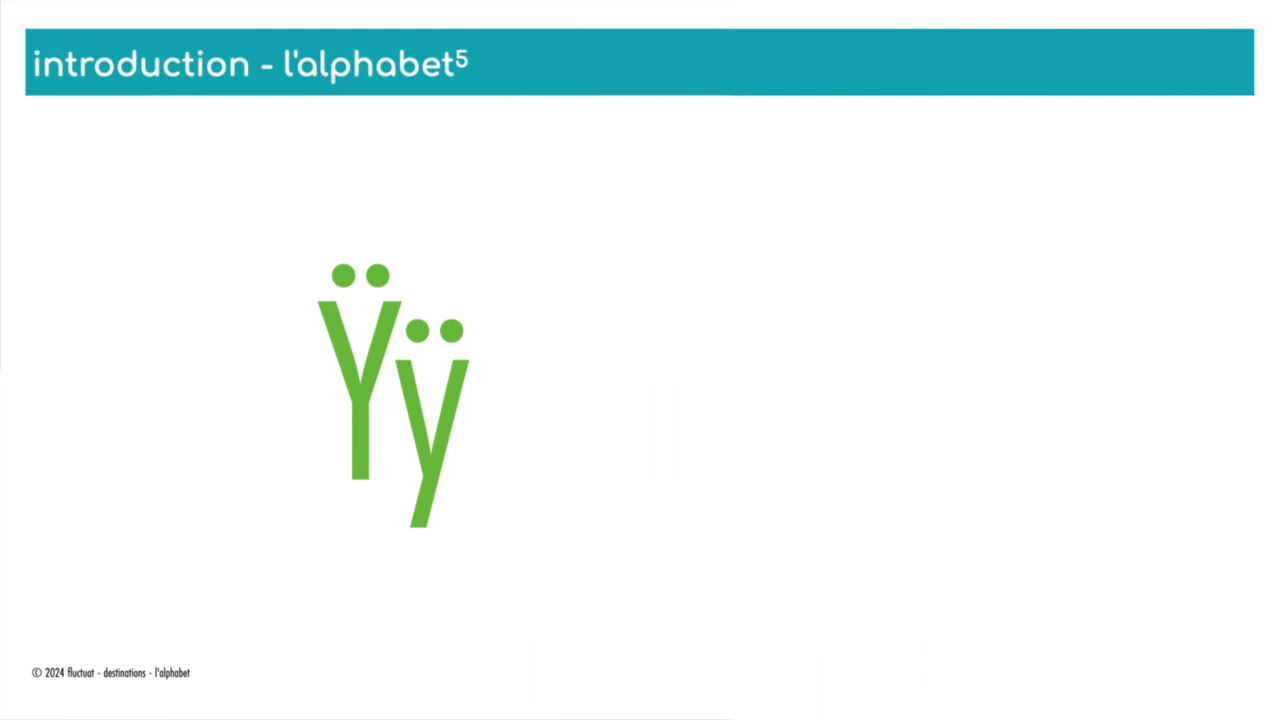 introduction - l'alphabet⁵
Ÿÿ
© 2024 fluctuat - destinations - l'alphabet